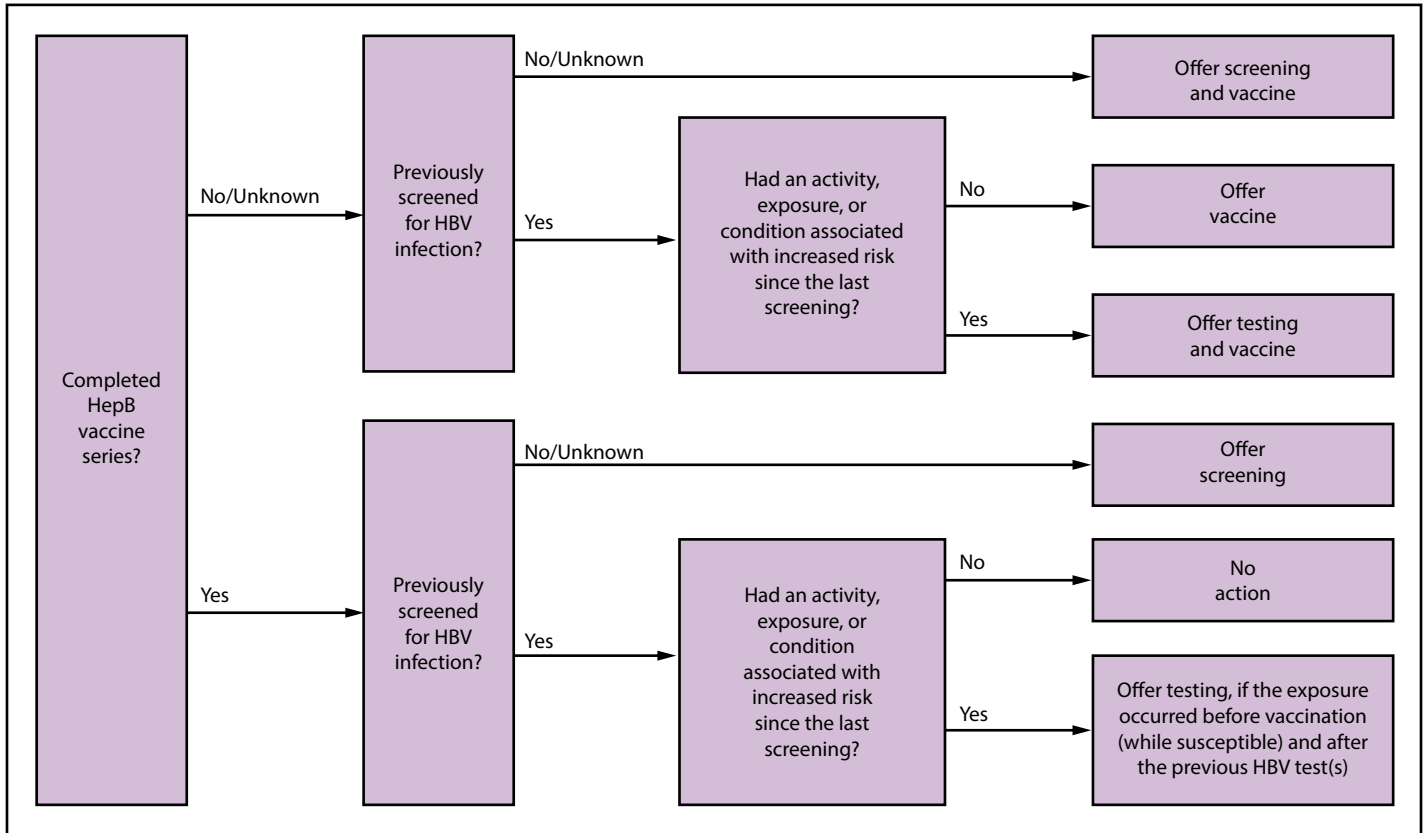 Completed
HepB
vaccine
series?
No/Unknown
Previously
screened
for HBV
infection?
No/Unknown
Offer screening
and vaccine
Yes
Had an activity,
exposure, or
condition associated
with increased risk
since the last
screening?
No
Offer
vaccine
Yes
Offer testing
and vaccine
Yes
Previously
screened
for HBV
infection?
No/Unknown
Offer
screening
Yes
Had an activity,
exposure, or
condition
associated with
increased risk
since the last
screening?
No
No
action
Yes
Offer testing, if the exposure
occurred before vaccination
(while susceptible) and after
the previous HBV test(s)